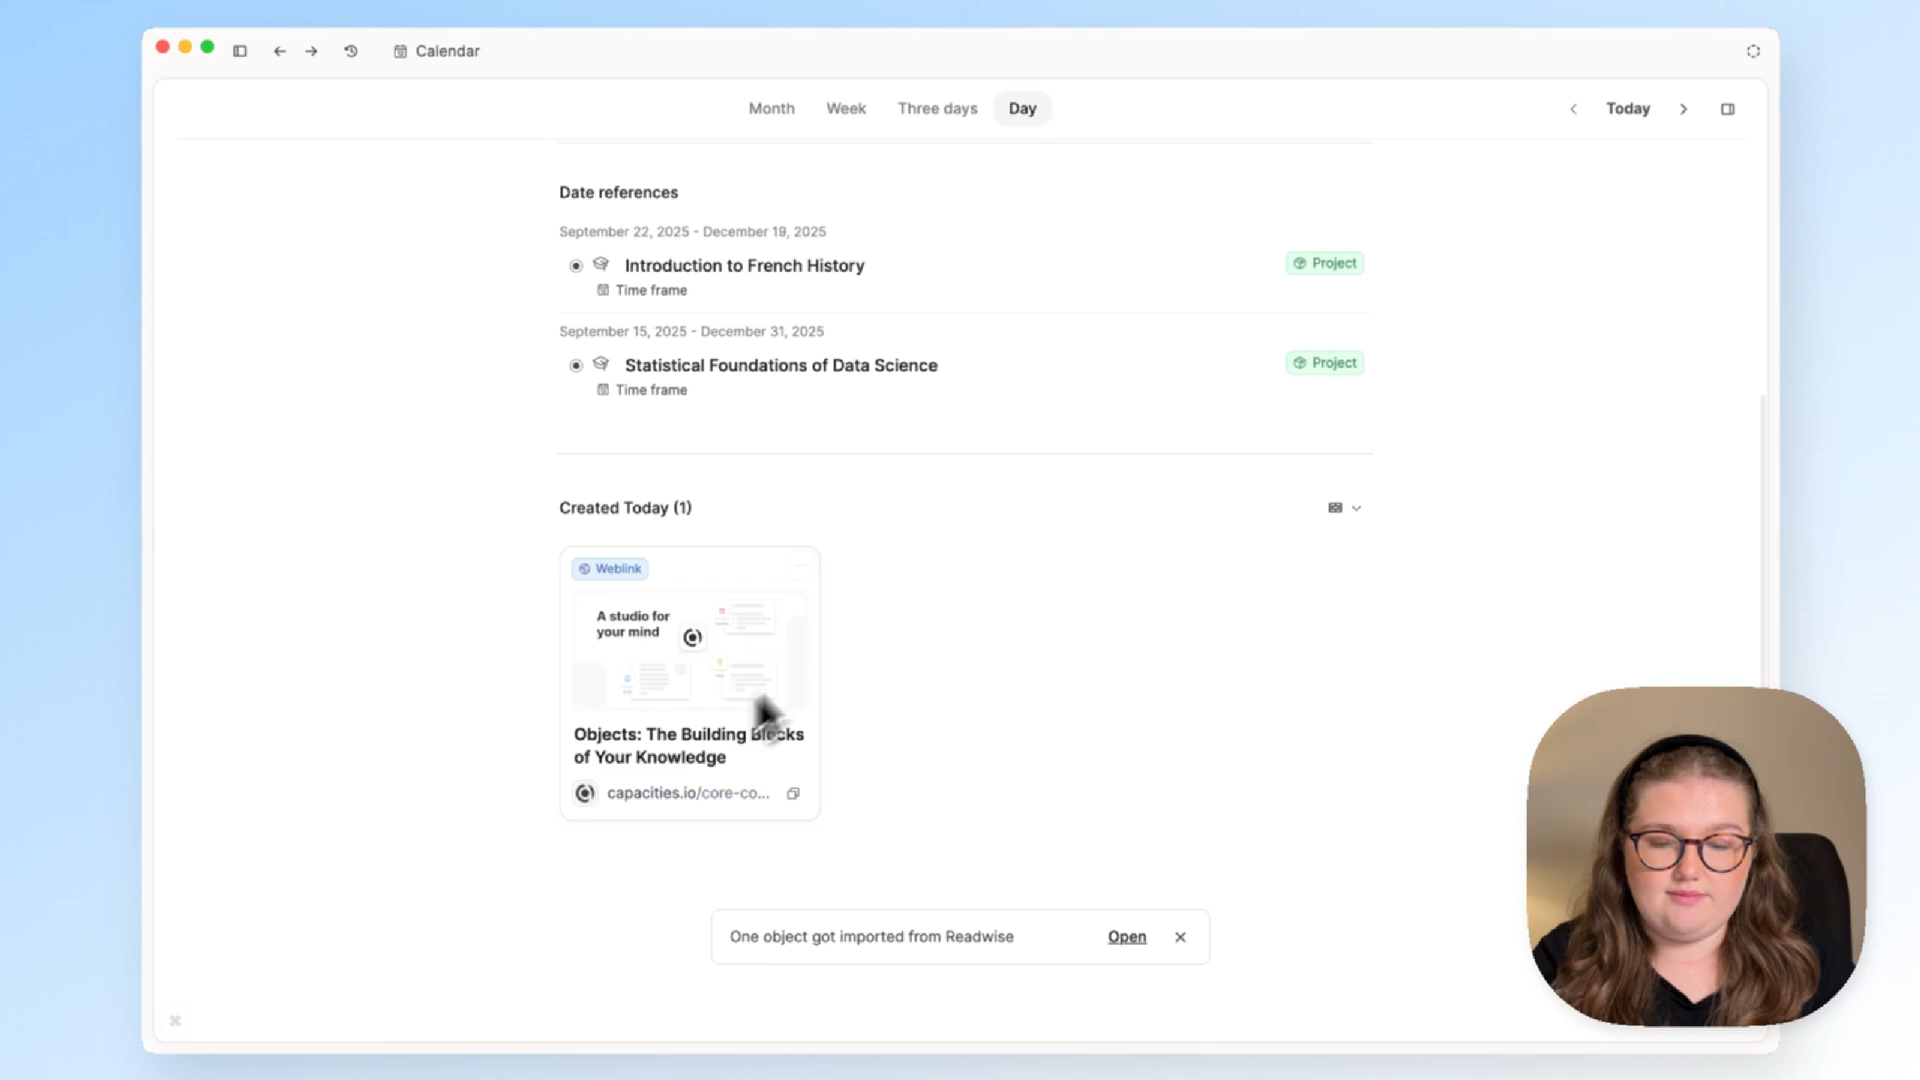 Calendar
Month Week Three days Day
Today
Date references
September 22, 2025 - December 19, 2025
Introduction to French History
Project
Time frame
September 15, 2025 - December 31, 2025
Statistical Foundations of Data Science
Project
Time frame
Created Today (1)
Weblink
A studio for
your mind
Objects: The Building Blocks
of Your Knowledge
capacities.io/core-co...
One object got imported from Readwise Open